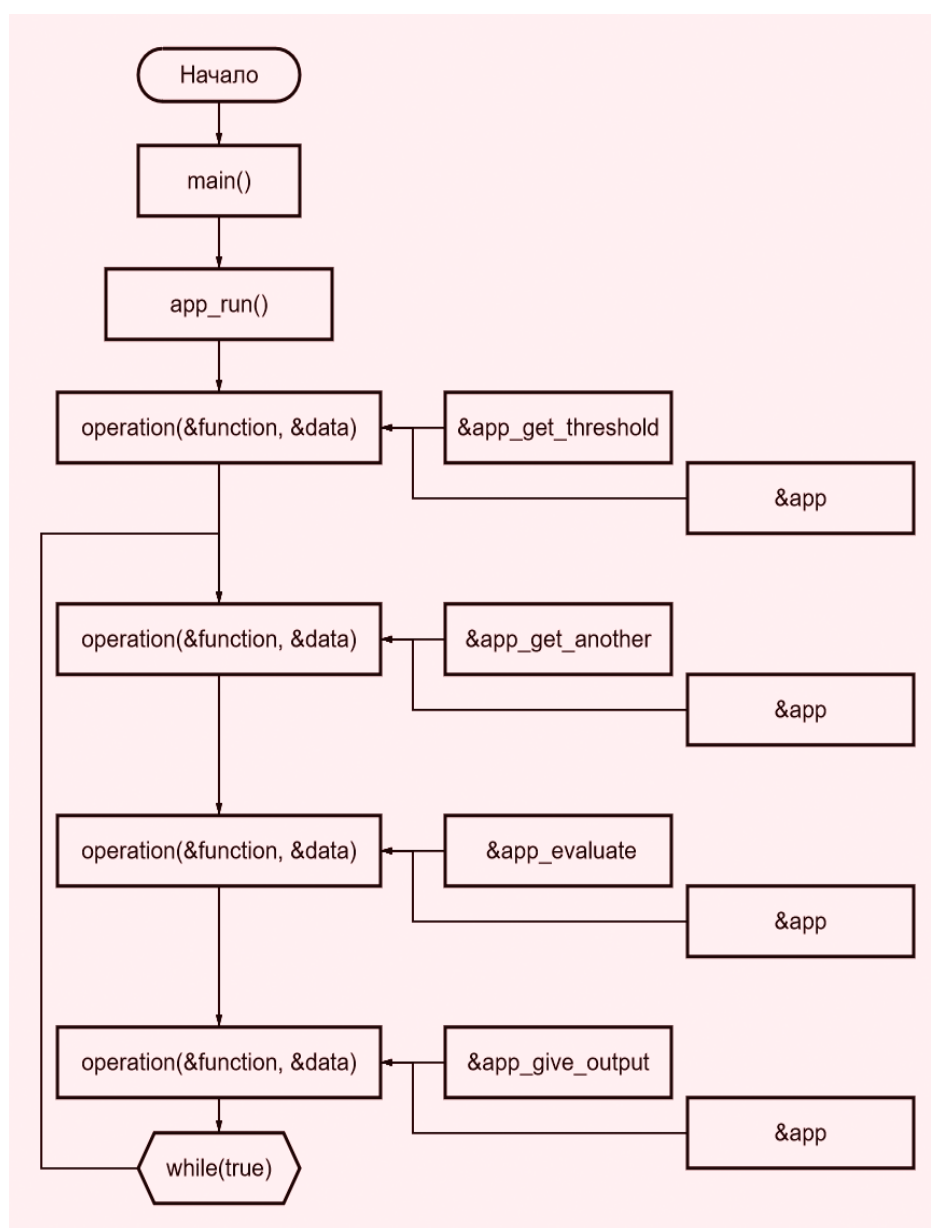 Начало
main()
app_run()
operation(&function, &data)
&app_get_threshold
&app
operation(&function, &data)
&app_get_another
&app
operation(&function, &data)
&app_evaluate
&app
operation(&function, &data)
&app_give_output
&app
while(true)